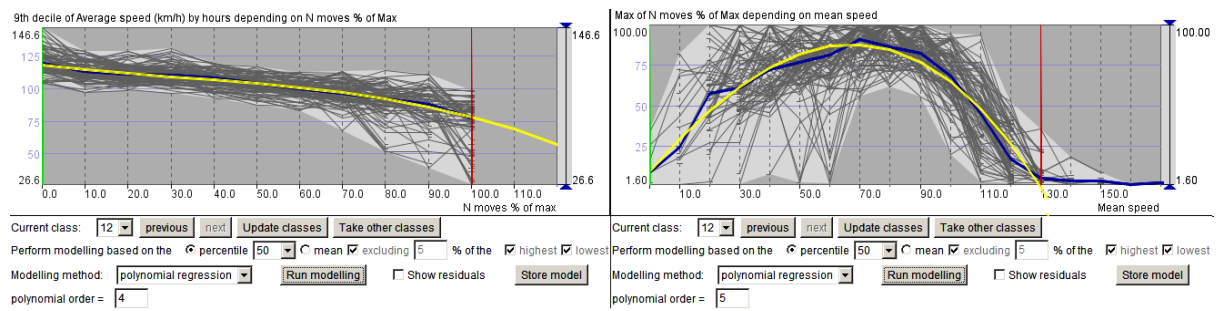 9th decile of Average speed (km/h) by hours depending on N moves % of Max
146.6
146.6
125
100
75
50
26.6
26.6
0.0 10.0 20.0 30.0 40.0 50.0 60.0 70.0 80.0 90.0 100.0 110.0
N moves % of max
Current class: 12 previous next Update classes Take other classes
Perform modelling based on the percentile 50 mean excluding 5 % of the highest lowest
Modelling method: polynomial regression Run modelling Show residuals Store model
polynomial order = 4
Max of N moves % of Max depending on mean speed
100.00
100.00
75
50
25
1.60
1.60
10.0 30.0 50.0 70.0 90.0 110.0 130.0 150.0
Mean speed
Current class: 12 previous next Update classes Take other classes
Perform modelling based on the percentile 50 mean excluding 5 % of the highest lowest
Modelling method: polynomial regression Run modelling Show residuals Store model
polynomial order = 5